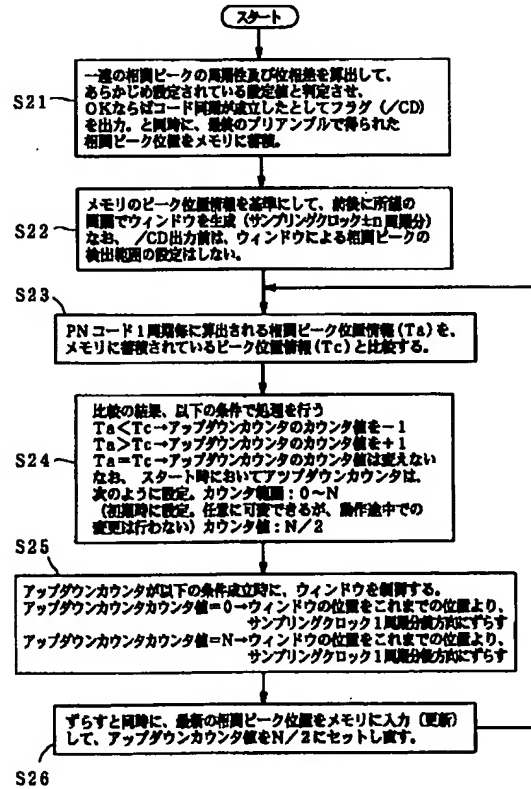 スタート
S21
一連の相関ピークの周期性及び位相差を算出して、
あらかじめ設定されている設定値と判定させ、
OKならばコード同期が成立したとしてフラグ(/CD)
を出力。と同時に、最後のプリアンブルで得られた
相関ピーク位置をメモリに蓄積。
S22
メモリのピーク位置情報を基準にして、前後に所望の
間隔でウィンドウを生成(サンプリングクロック±n周期分)
なお、/CD出力前は、ウィンドウによる相関ピークの
検出範囲の設定はしない。
S23
PNコード1周期毎に算出される相関ピーク位置情報(Ta)を、
メモリに蓄積されているピーク位置情報(Tc)と比較する。
S24
比較の結果、以下の条件で処理を行う
Ta<Tc→アップダウンカウンタのカウンタ値を-1
Ta>Tc→アップダウンカウンタのカウンタ値を+1
Ta=Tc→アップダウンカウンタのカウンタ値は変えない
なお、スタート時においてアツプダウンカウンタは、
次のように設定。カウンタ範囲:0~N
(初期時に設定。任意に可変できるが、動作途中での
変更は行わない)カウンタ値:N/2
S25
アップダウンカウンタが以下の条件成立時に、ウィンドウを制御する。
アップダウンカウンタカウンタ値=0→ウィンドウの位置をこれまでの位置より、
サンプリングクロック1周期分前方向にずらす
アップダウンカウンタカウンタ値=N→ウィンドウの位置をこれまでの位置より、
サンプリングクロック1周期分後方向にずらす
S26
ずらすと同時に、最新の相関ピーク位置をメモリに入力(更新)
して、アップダウンカウンタ値をN/2にセットし直す。